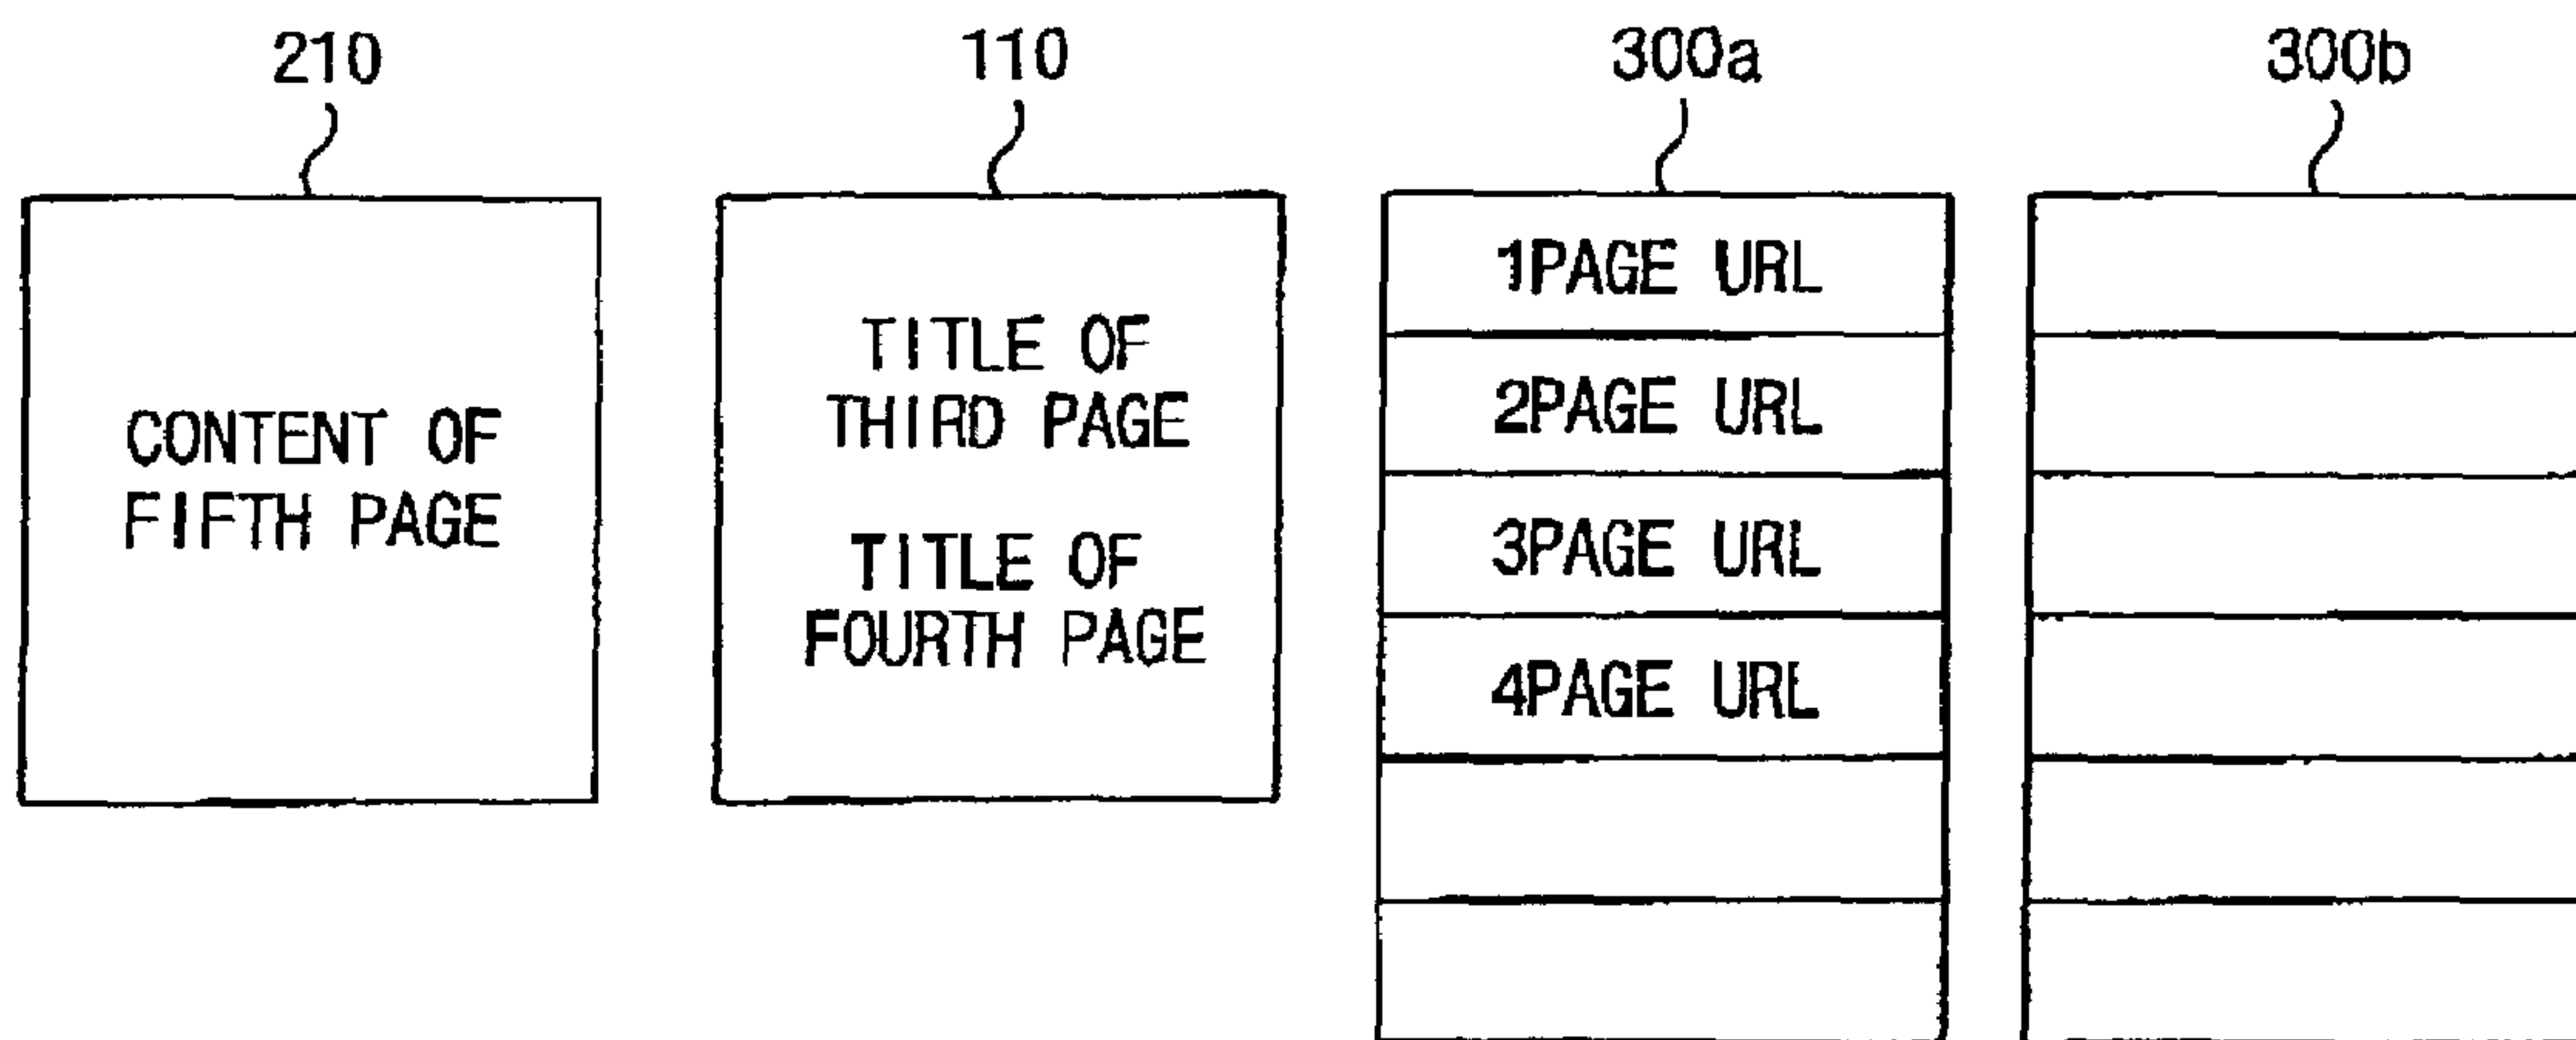 210
110
300a
300b
CONTENT OF
FIFTH PAGE
TITLE OF
THIRD PAGE
TITLE OF
FOURTH PAGE
1PAGE URL
2PAGE URL
3PAGE URL
4PAGE URL